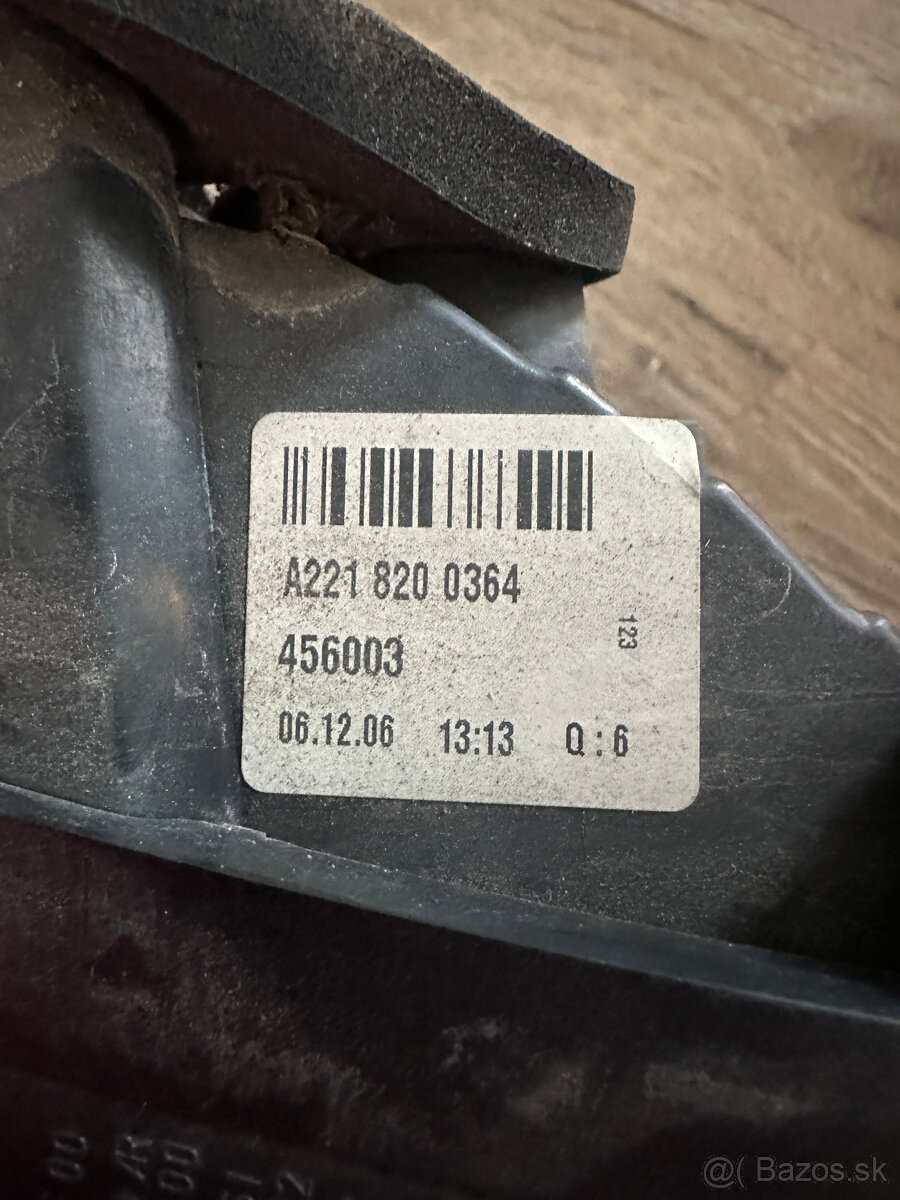 A221 820 0364
456003
123
06.12.06 13:13 Q : 6
@( Bazos.sk